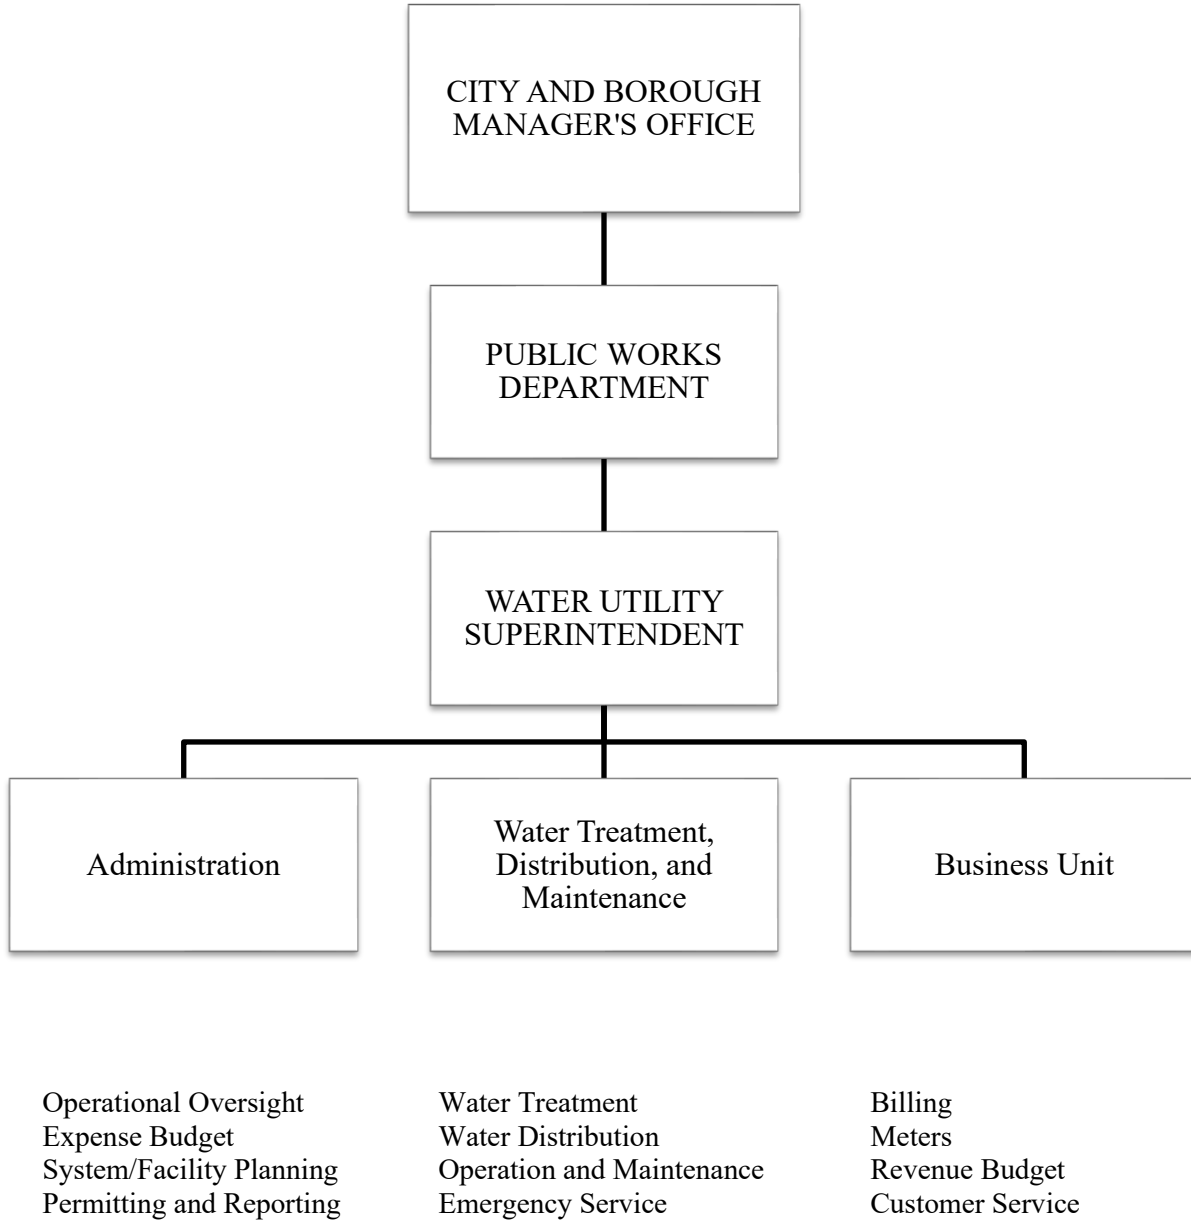 CITY AND BOROUGH
MANAGER'S OFFICE
PUBLIC WORKS
DEPARTMENT
WATER UTILITY
SUPERINTENDENT
Administration
Water Treatment,
Distribution, and
Maintenance
Business Unit
Operational Oversight
Expense Budget
System/Facility Planning
Permitting and Reporting
Water Treatment
Water Distribution
Operation and Maintenance
Emergency Service
Billing
Meters
Revenue Budget
Customer Service